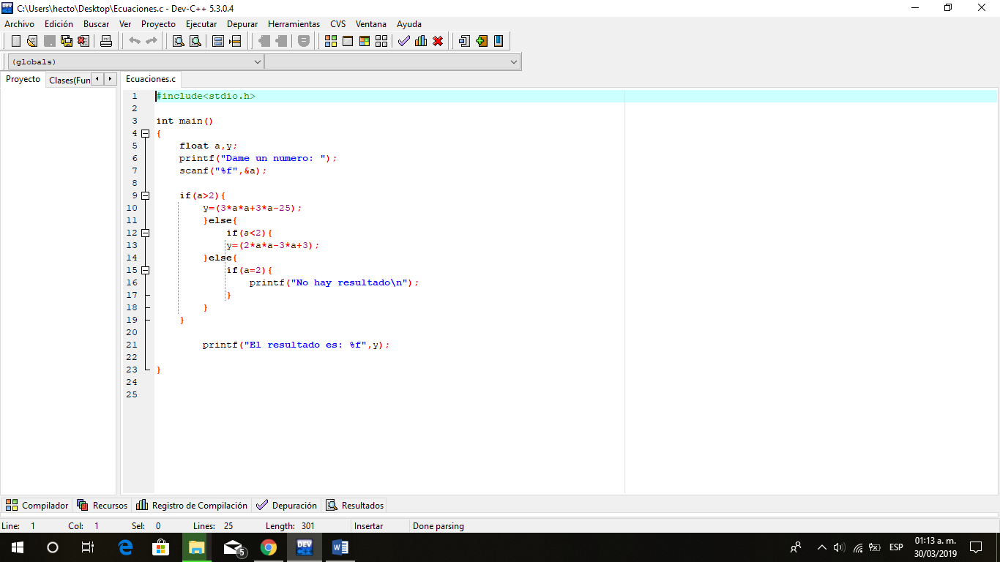 C:\Users\hecto\Desktop\Ecuaciones.c - Dev-C++ 5.3.0.4
Archivo Edición Buscar Ver Proyecto Ejecutar Depurar Herramientas CVS Ventana Ayuda
(globals)
Proyecto Clases(Fun Ecuaciones.c
1 #include<stdio.h>
2
3 int main()
4 {
5 float a,y;
6 printf("Dame un numero: ");
7 scanf("%f",&a);
8
9 if(a>2){
10 y=(3*a*a+3*a-25);
11 }else{
12 if(a<2){
13 y=(2*a*a-3*a+3);
14 }else{
15 if(a=2){
16 printf("No hay resultado\n");
17 }
18 }
19 }
20
21 printf("El resultado es: %f",y);
22
23 }
24
25
Compilador Recursos Registro de Compilación Depuración Resultados
Line: 1 Col: 1 Sel: 0 Lines: 25 Length: 301 Insertar Done parsing
5 DEV ESP 01:13 a. m.
30/03/2019